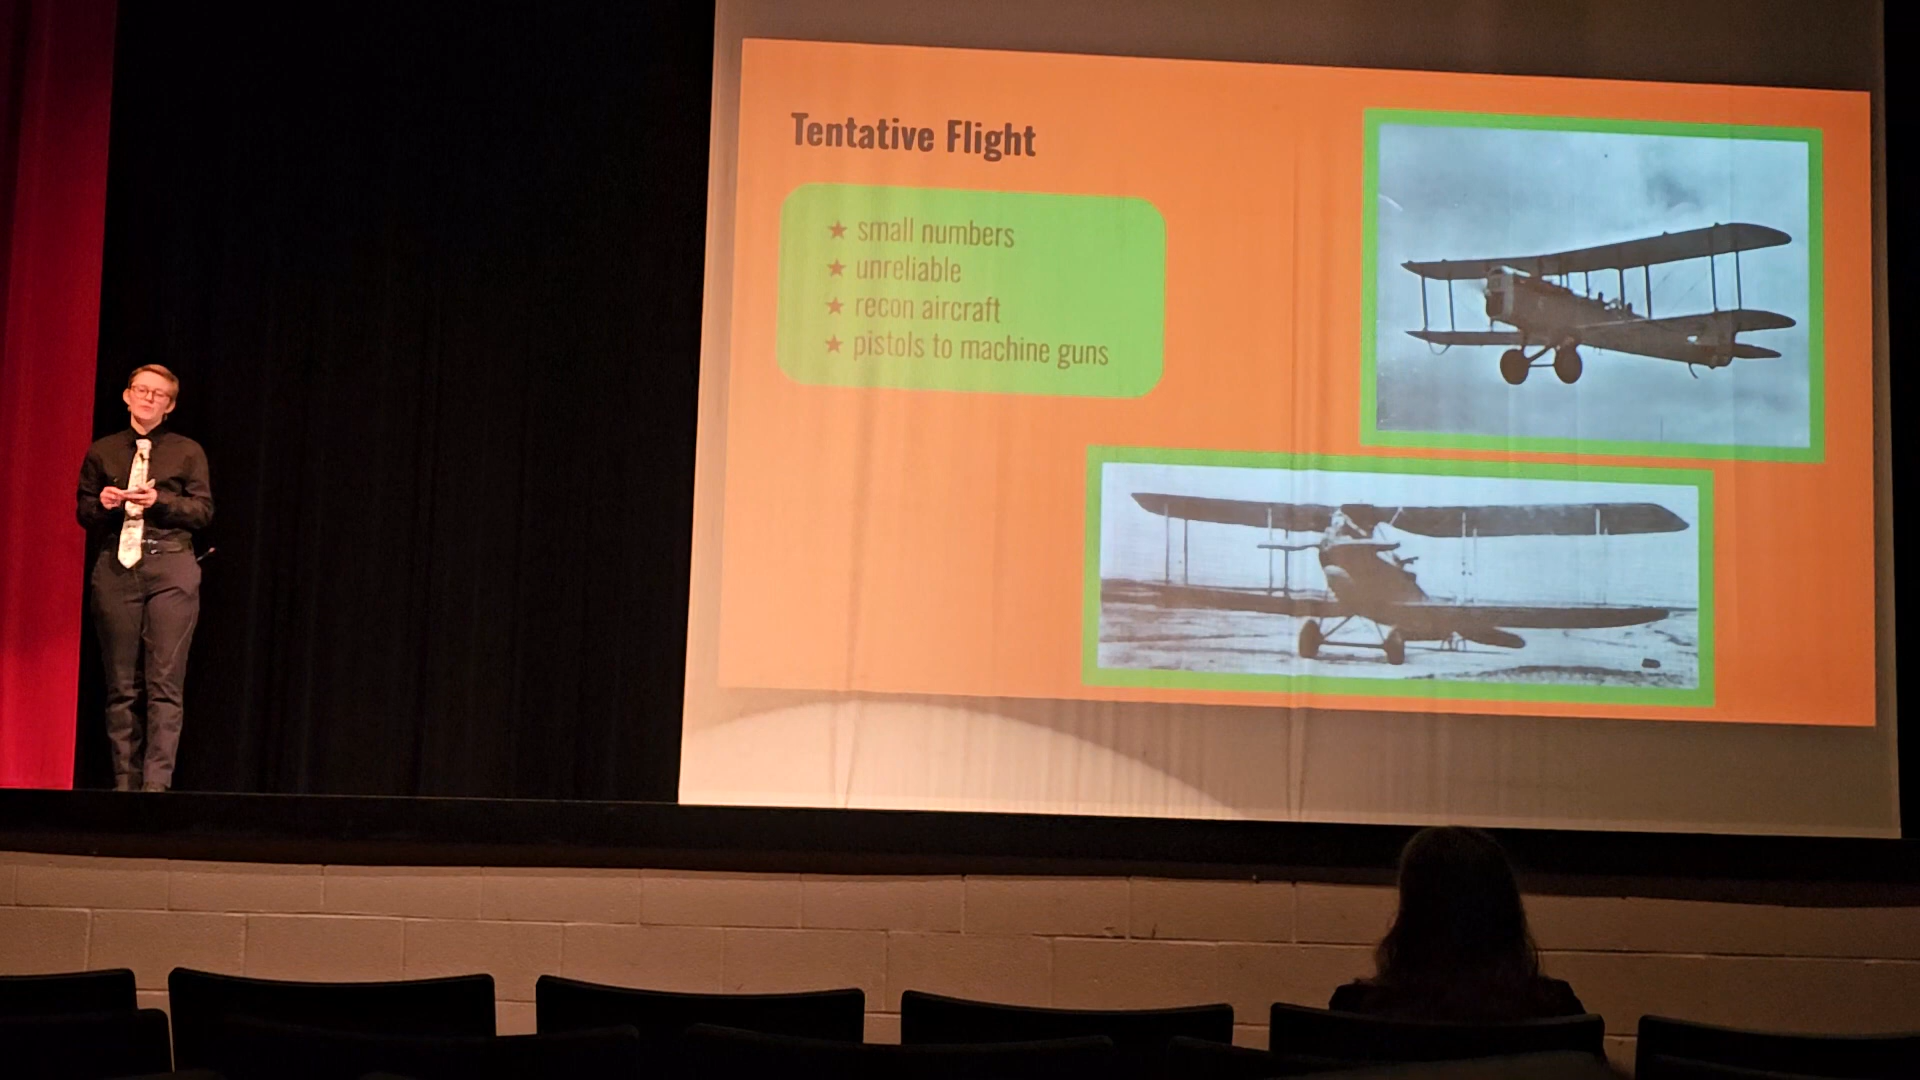 Tentative Flight
★ small numbers
★ unreliable
★ recon aircraft
★ pistols to machine guns